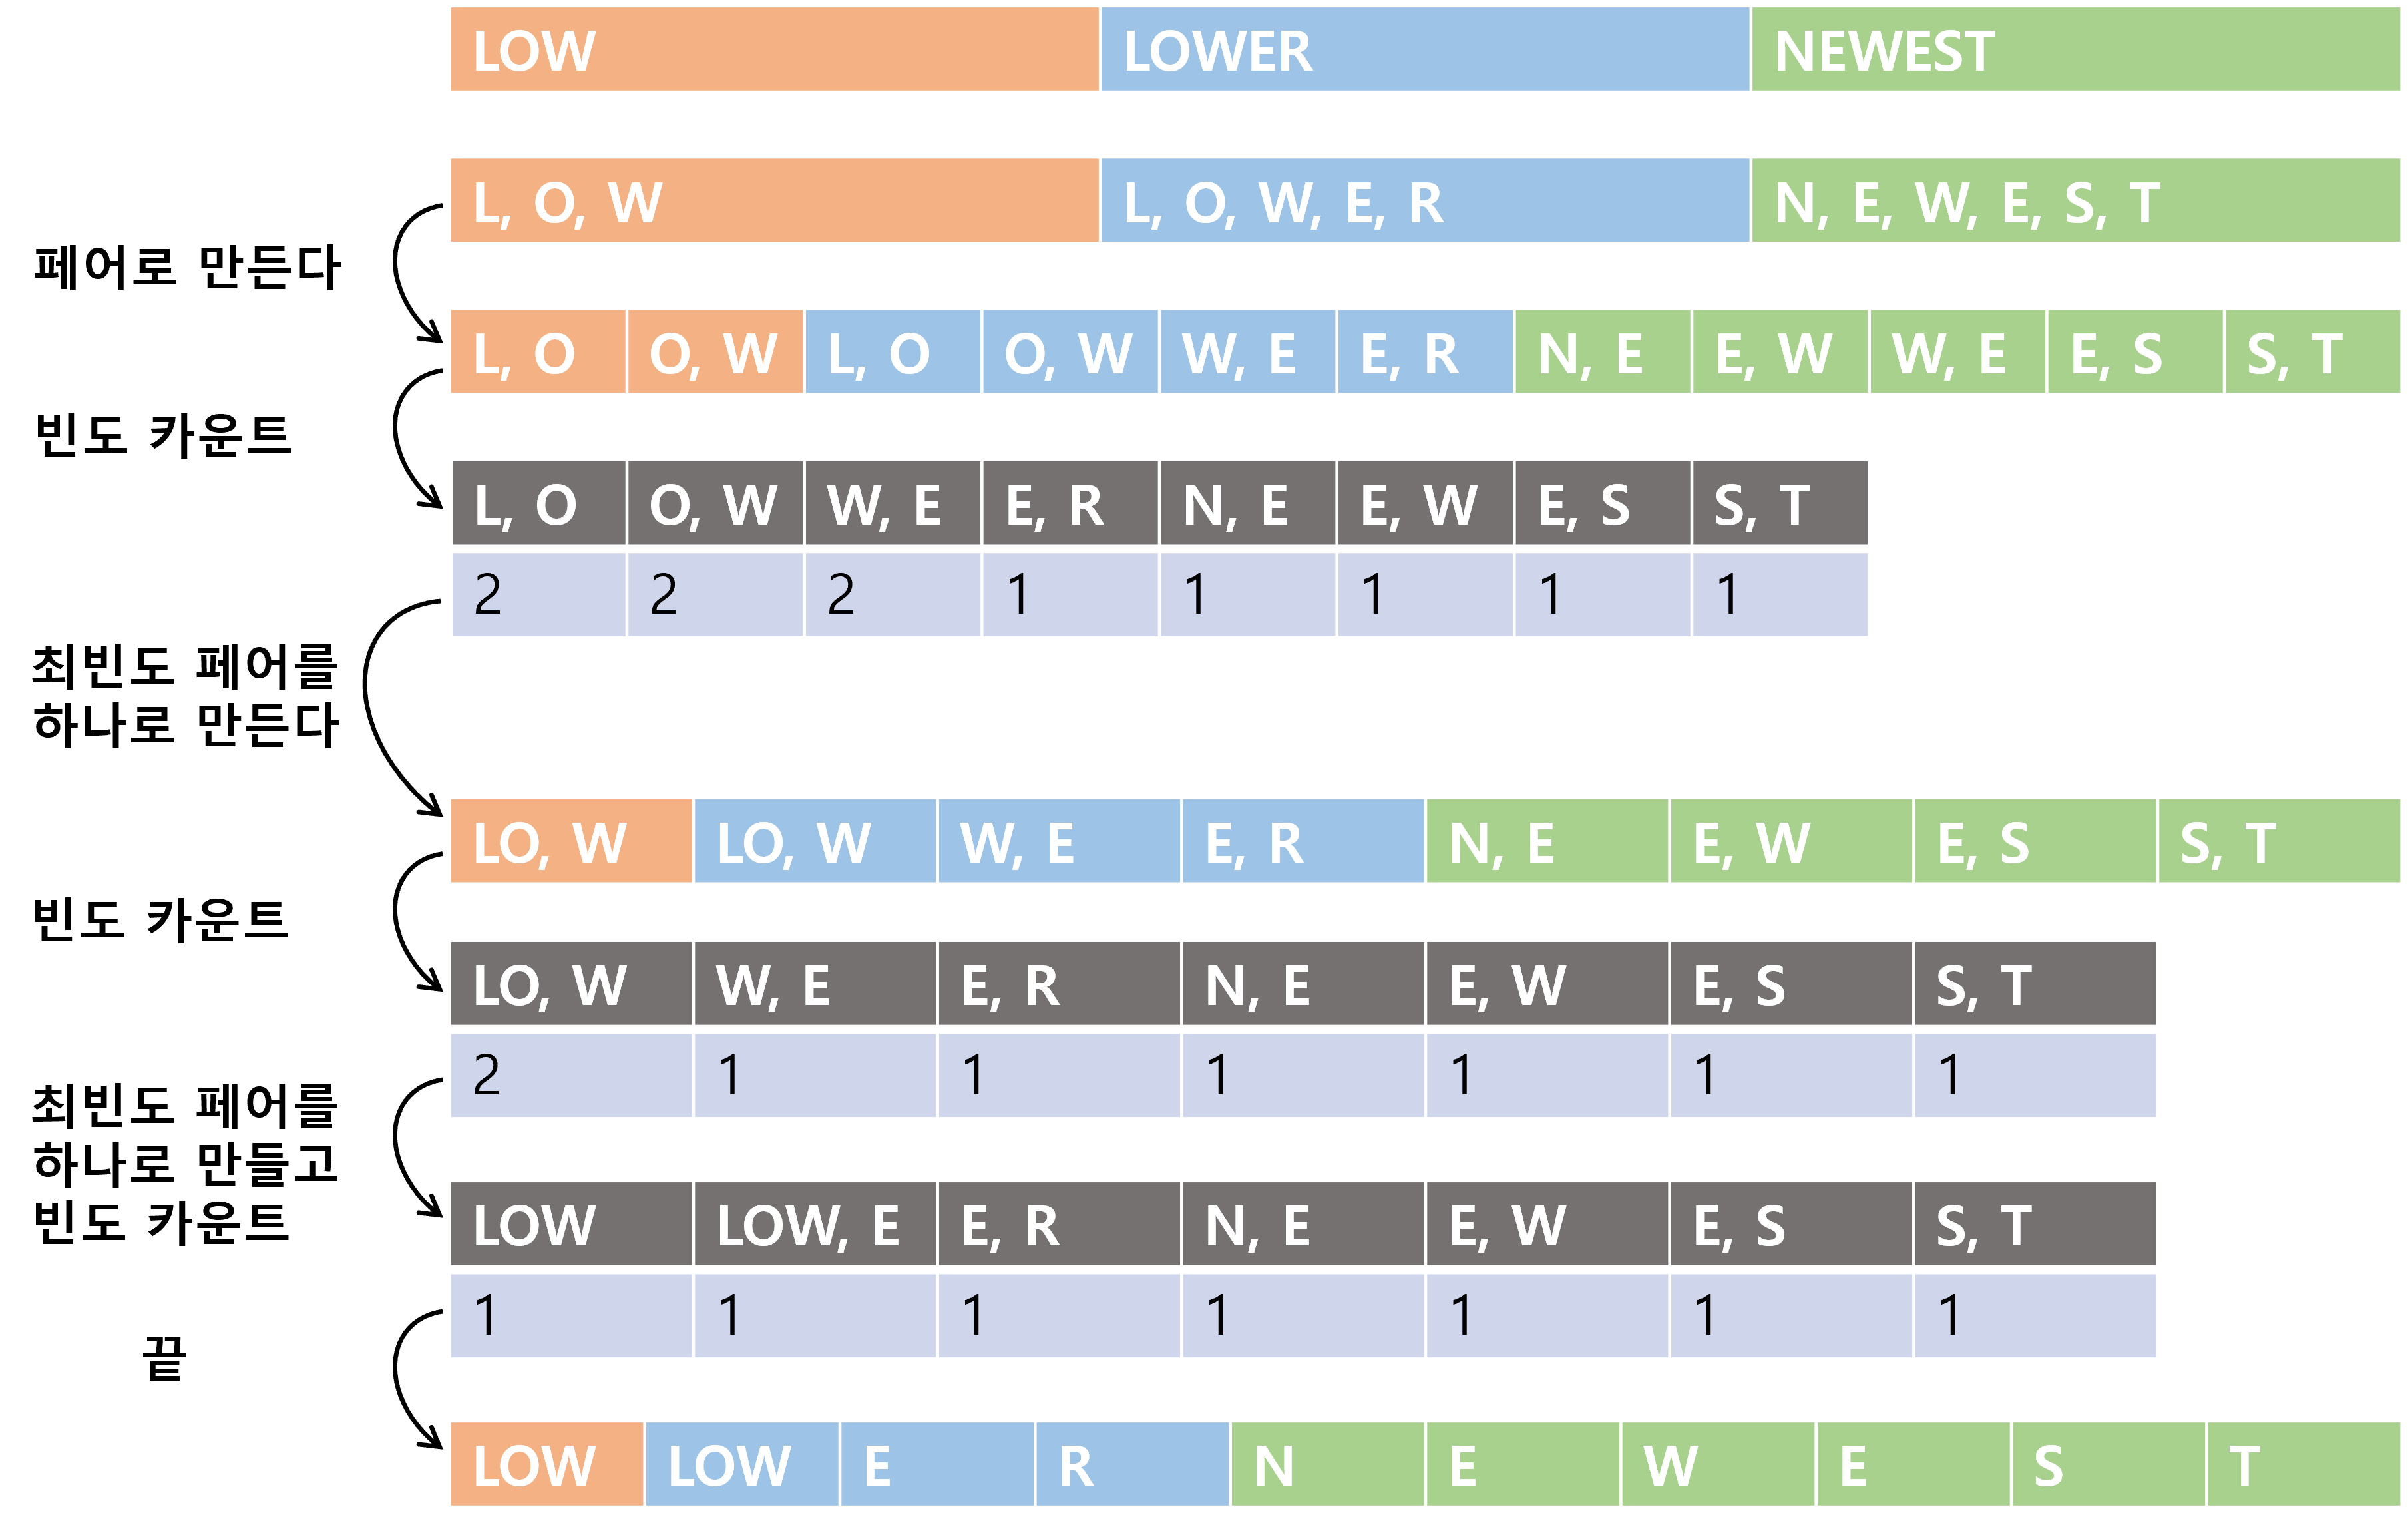 LOW LOWER NEWEST
L, O, W L, O, W, E, R N, E, W, E, S, T
페어로 만든다
L, O O, W L, O O, W W, E E, R N, E E, W W, E E, S S, T
빈도 카운트
L, O O, W W, E E, R N, E E, W E, S S, T
2 2 2 1 1 1 1 1
최빈도 페어를
하나로 만든다
LO, W LO, W W, E E, R N, E E, W E, S S, T
빈도 카운트
LO, W W, E E, R N, E E, W E, S S, T
2 1 1 1 1 1 1
최빈도 페어를
하나로 만들고
빈도 카운트
LOW LOW, E E, R N, E E, W E, S S, T
1 1 1 1 1 1 1
끝
LOW LOW E R N E W E S T